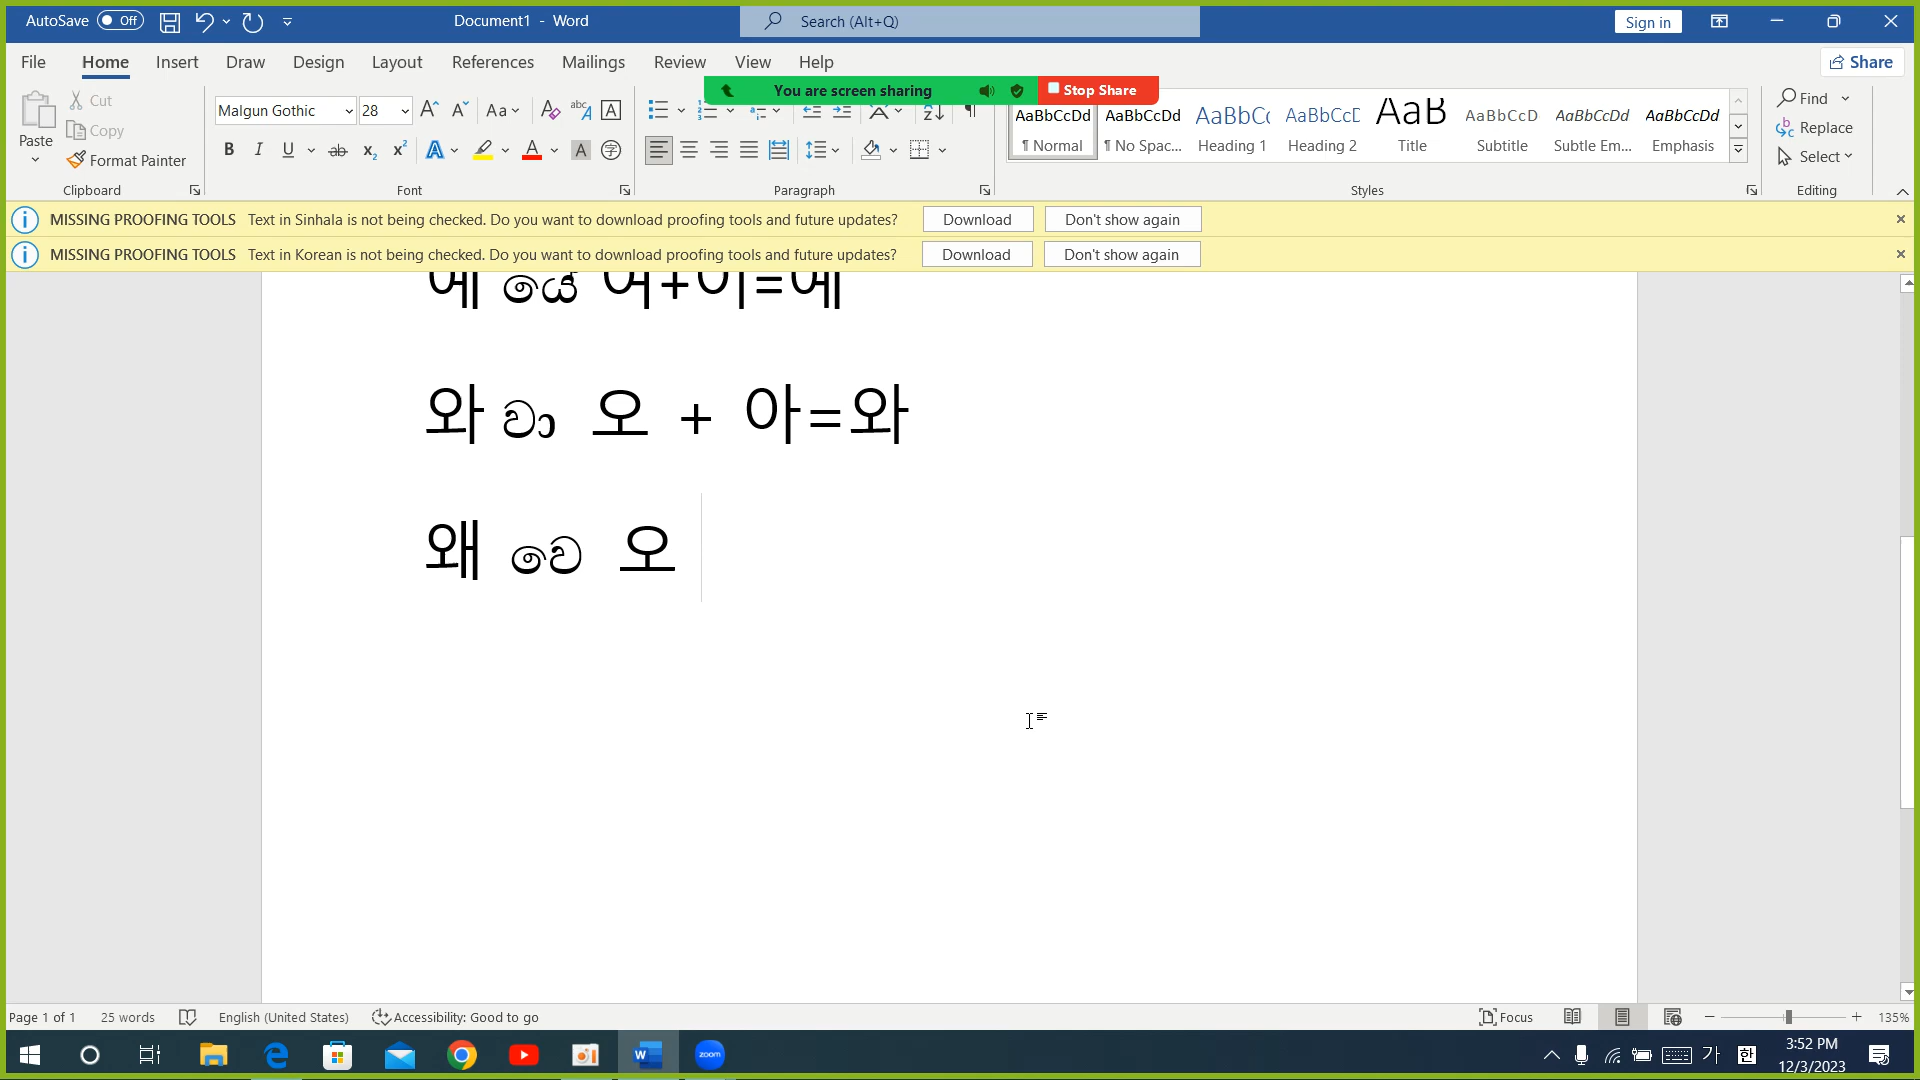 AutoSave Off Document1 - Word Search (Alt+Q) Sign in
File Home Insert Draw Design Layout References Mailings Review View Help Share
You are screen sharing Stop Share
Paste Cut Copy Format Painter
Malgun Gothic 28
AaBbCcDd AaBbCcDd AaBbCc AaBbCcD AaB AaBbCcD AaBbCcDd AaBbCcDd
¶ Normal ¶ No Spac... Heading 1 Heading 2 Title Subtitle Subtle Em... Emphasis
Find Replace Select
Clipboard Font Paragraph Styles Editing
MISSING PROOFING TOOLS Text in Sinhala is not being checked. Do you want to download proofing tools and future updates? Download Don't show again
MISSING PROOFING TOOLS Text in Korean is not being checked. Do you want to download proofing tools and future updates? Download Don't show again
예 යේ 여+이=예
와 වා 오 + 아=와
왜 වෙ 오
Page 1 of 1 25 words English (United States) Accessibility: Good to go Focus 135%
zoom 가 한 3:52 PM
12/3/2023